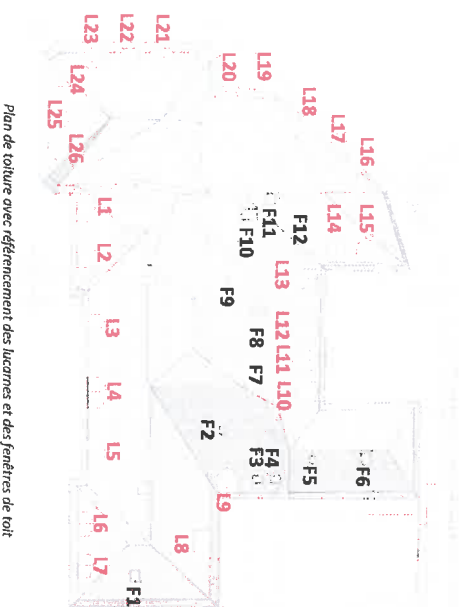 L23
L22
L21
L24
L20
L19
L25
L26
L18
L17
L16
L1
L2
F10
F11
F12
L14
L15
L13
F9
L3
F8
L12
F7
L11
L10
L4
L5
F2
F3
F4
F5
F6
L9
L6
L8
L7
F1
Plan de toiture avec référencement des lucarnes et des fenêtres de toit